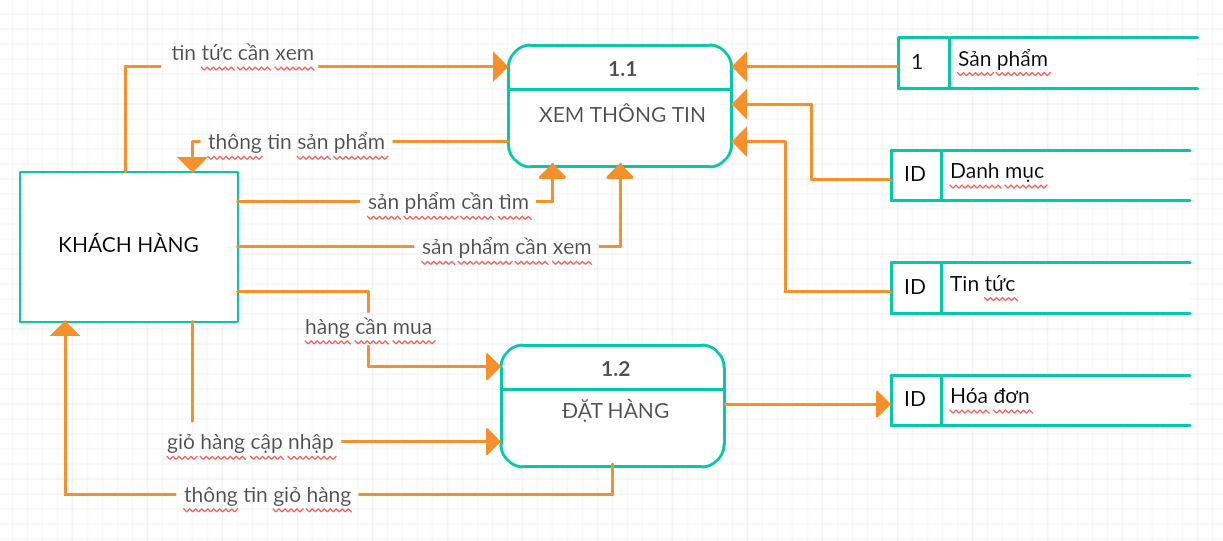 tin tức cần xem
1.1
1
Sản phẩm
XEM THÔNG TIN
thông tin sản phẩm
ID
Danh mục
sản phẩm cần tìm
KHÁCH HÀNG
sản phẩm cần xem
ID
Tin tức
hàng cần mua
1.2
ĐẶT HÀNG
ID
Hóa đơn
giỏ hàng cập nhập
thông tin giỏ hàng